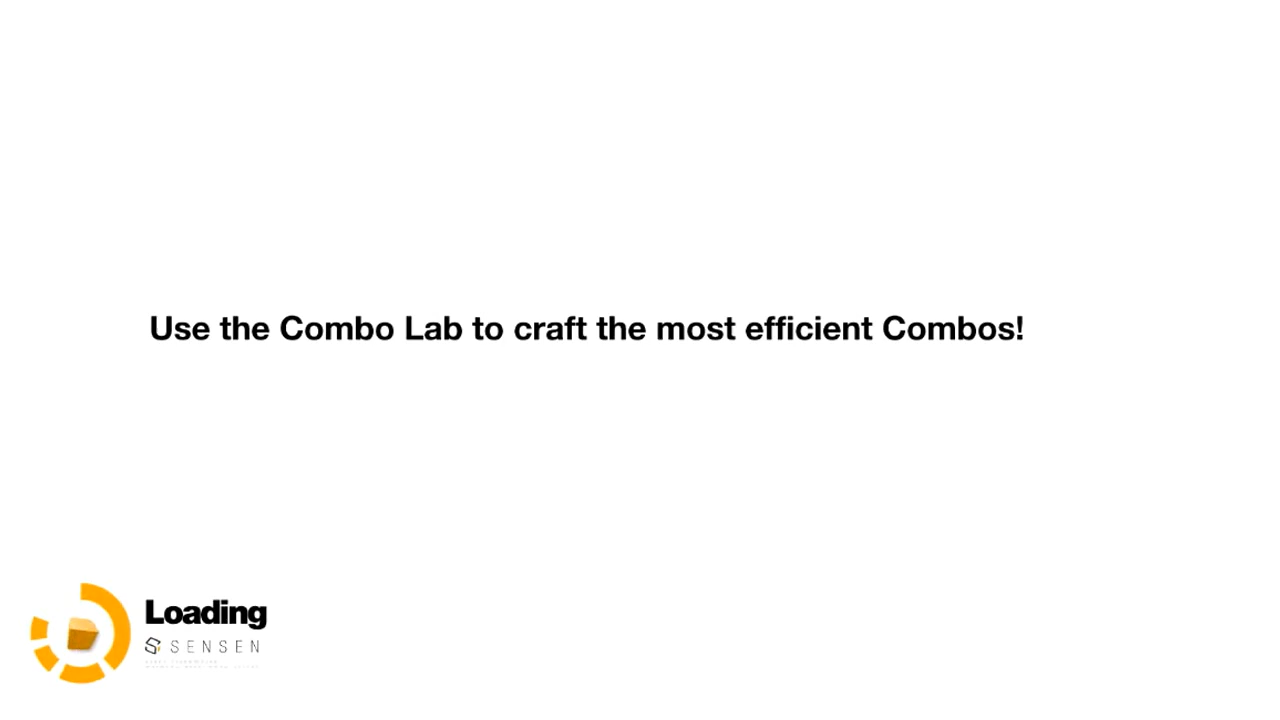 Use the Combo Lab to craft the most efficient Combos!
Loading
SENSEN